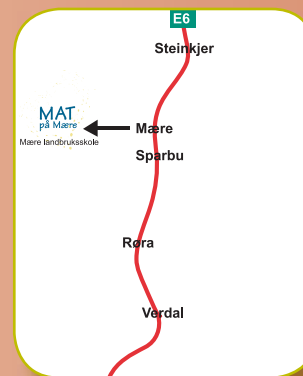 E6
Steinkjer
MAT
på Mære
Mære landbruksskole
Mære
Sparbu
Røra
Verdal